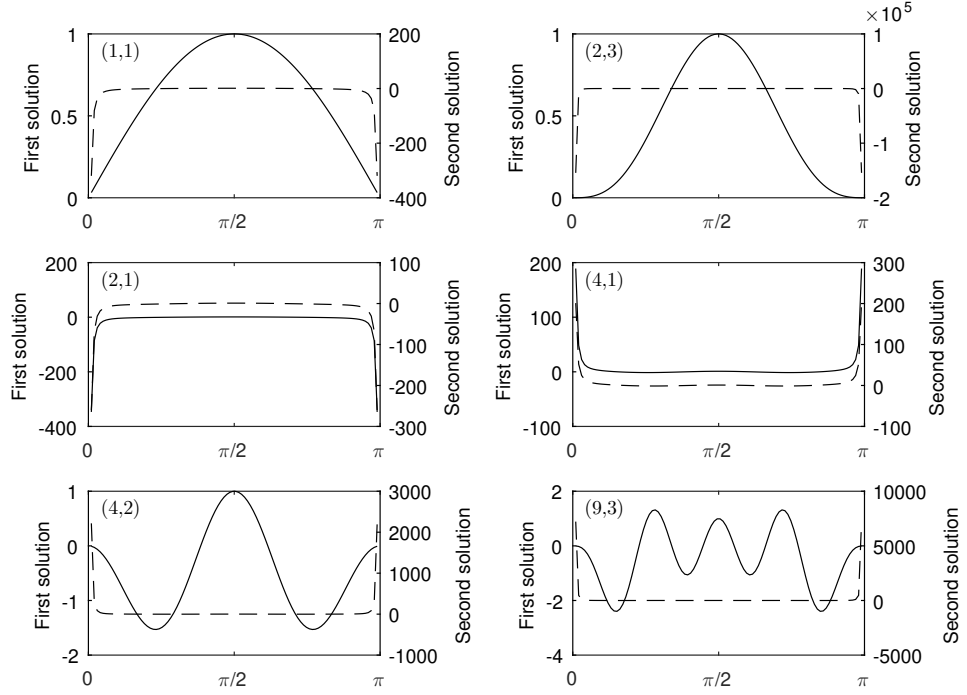 (1,1)
First solution
1
0.5
0
200
0
-200
-400
Second solution
0
π/2
π
(2,3)
×10^5
First solution
1
0.5
0
1
0
-1
-2
Second solution
0
π/2
π
(2,1)
First solution
200
0
-200
-400
100
0
-100
-200
-300
Second solution
0
π/2
π
(4,1)
First solution
200
100
0
-100
300
200
100
0
-100
Second solution
0
π/2
π
(4,2)
First solution
1
0
-1
-2
3000
2000
1000
0
-1000
Second solution
0
π/2
π
(9,3)
First solution
2
0
-2
-4
10000
5000
0
-5000
Second solution
0
π/2
π